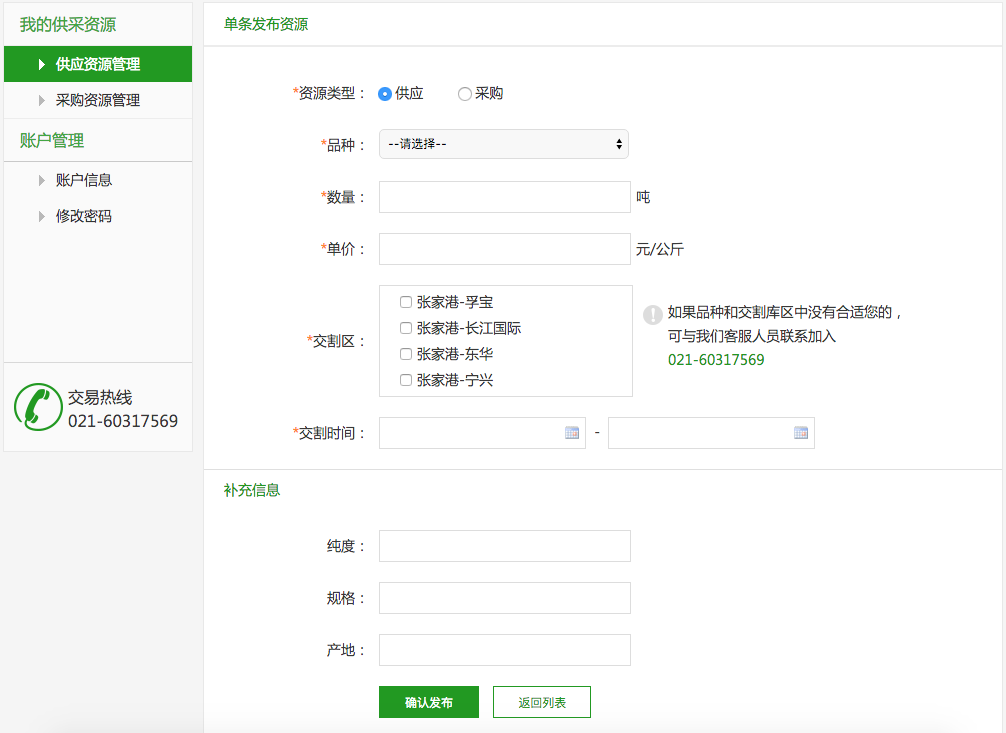 我的供采资源
供应资源管理
采购资源管理
账户管理
账户信息
修改密码
交易热线
021-60317569
单条发布资源
*资源类型： 供应 采购
*品种： --请选择--
*数量： 吨
*单价： 元/公斤
*交割区：
张家港-孚宝
张家港-长江国际
张家港-东华
张家港-宁兴
如果品种和交割库区中没有合适您的，
可与我们客服人员联系加入
021-60317569
*交割时间： -
补充信息
纯度：
规格：
产地：
确认发布 返回列表